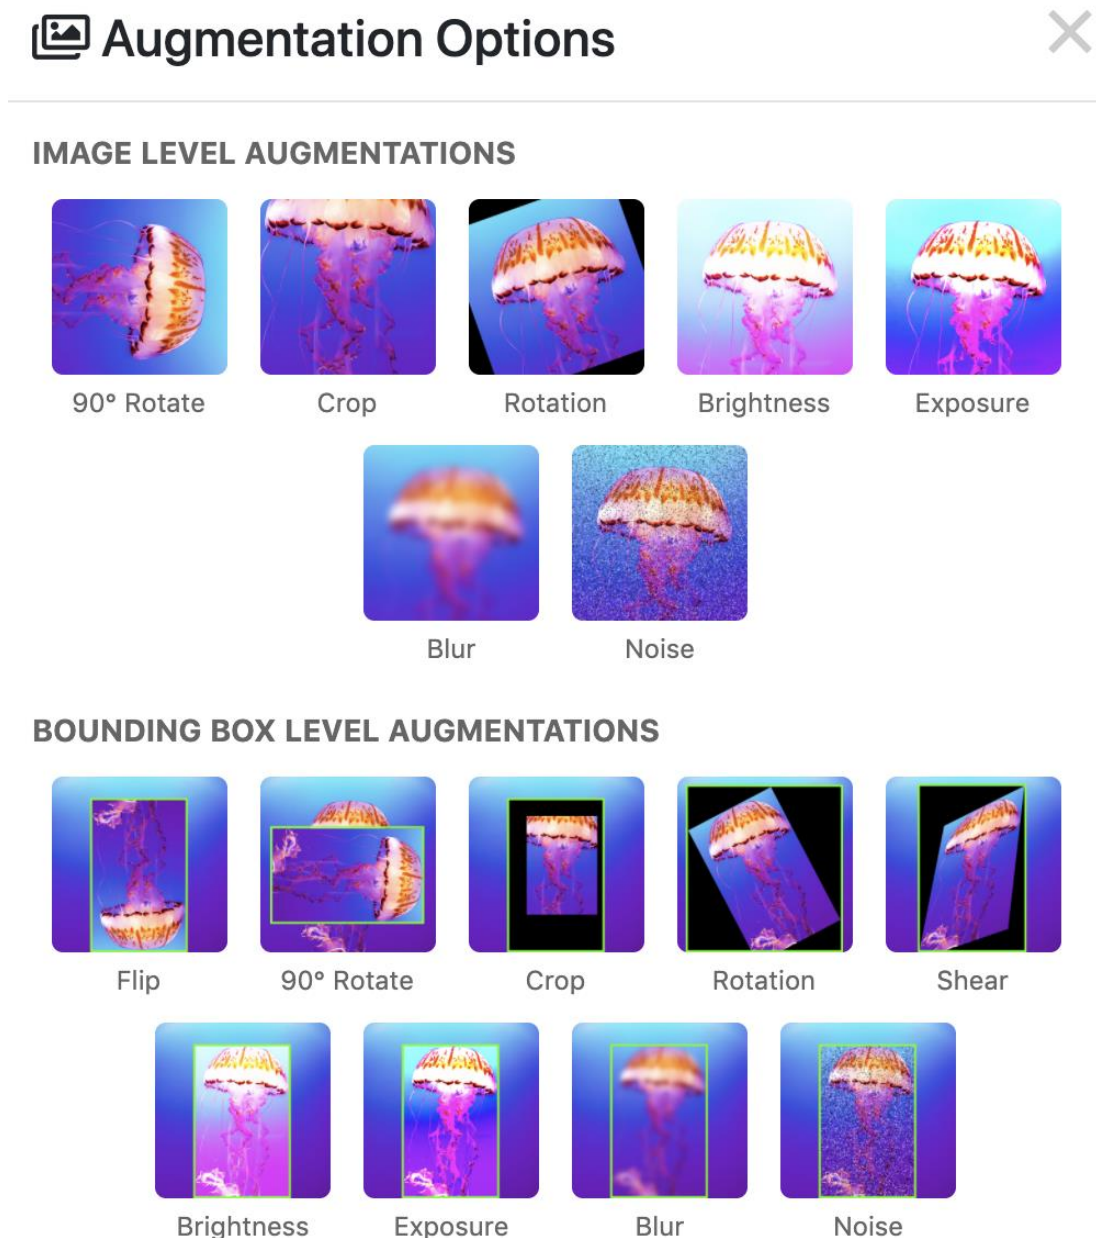 Augmentation Options
IMAGE LEVEL AUGMENTATIONS
90° Rotate Crop Rotation Brightness Exposure
Blur Noise
BOUNDING BOX LEVEL AUGMENTATIONS
Flip 90° Rotate Crop Rotation Shear
Brightness Exposure Blur Noise